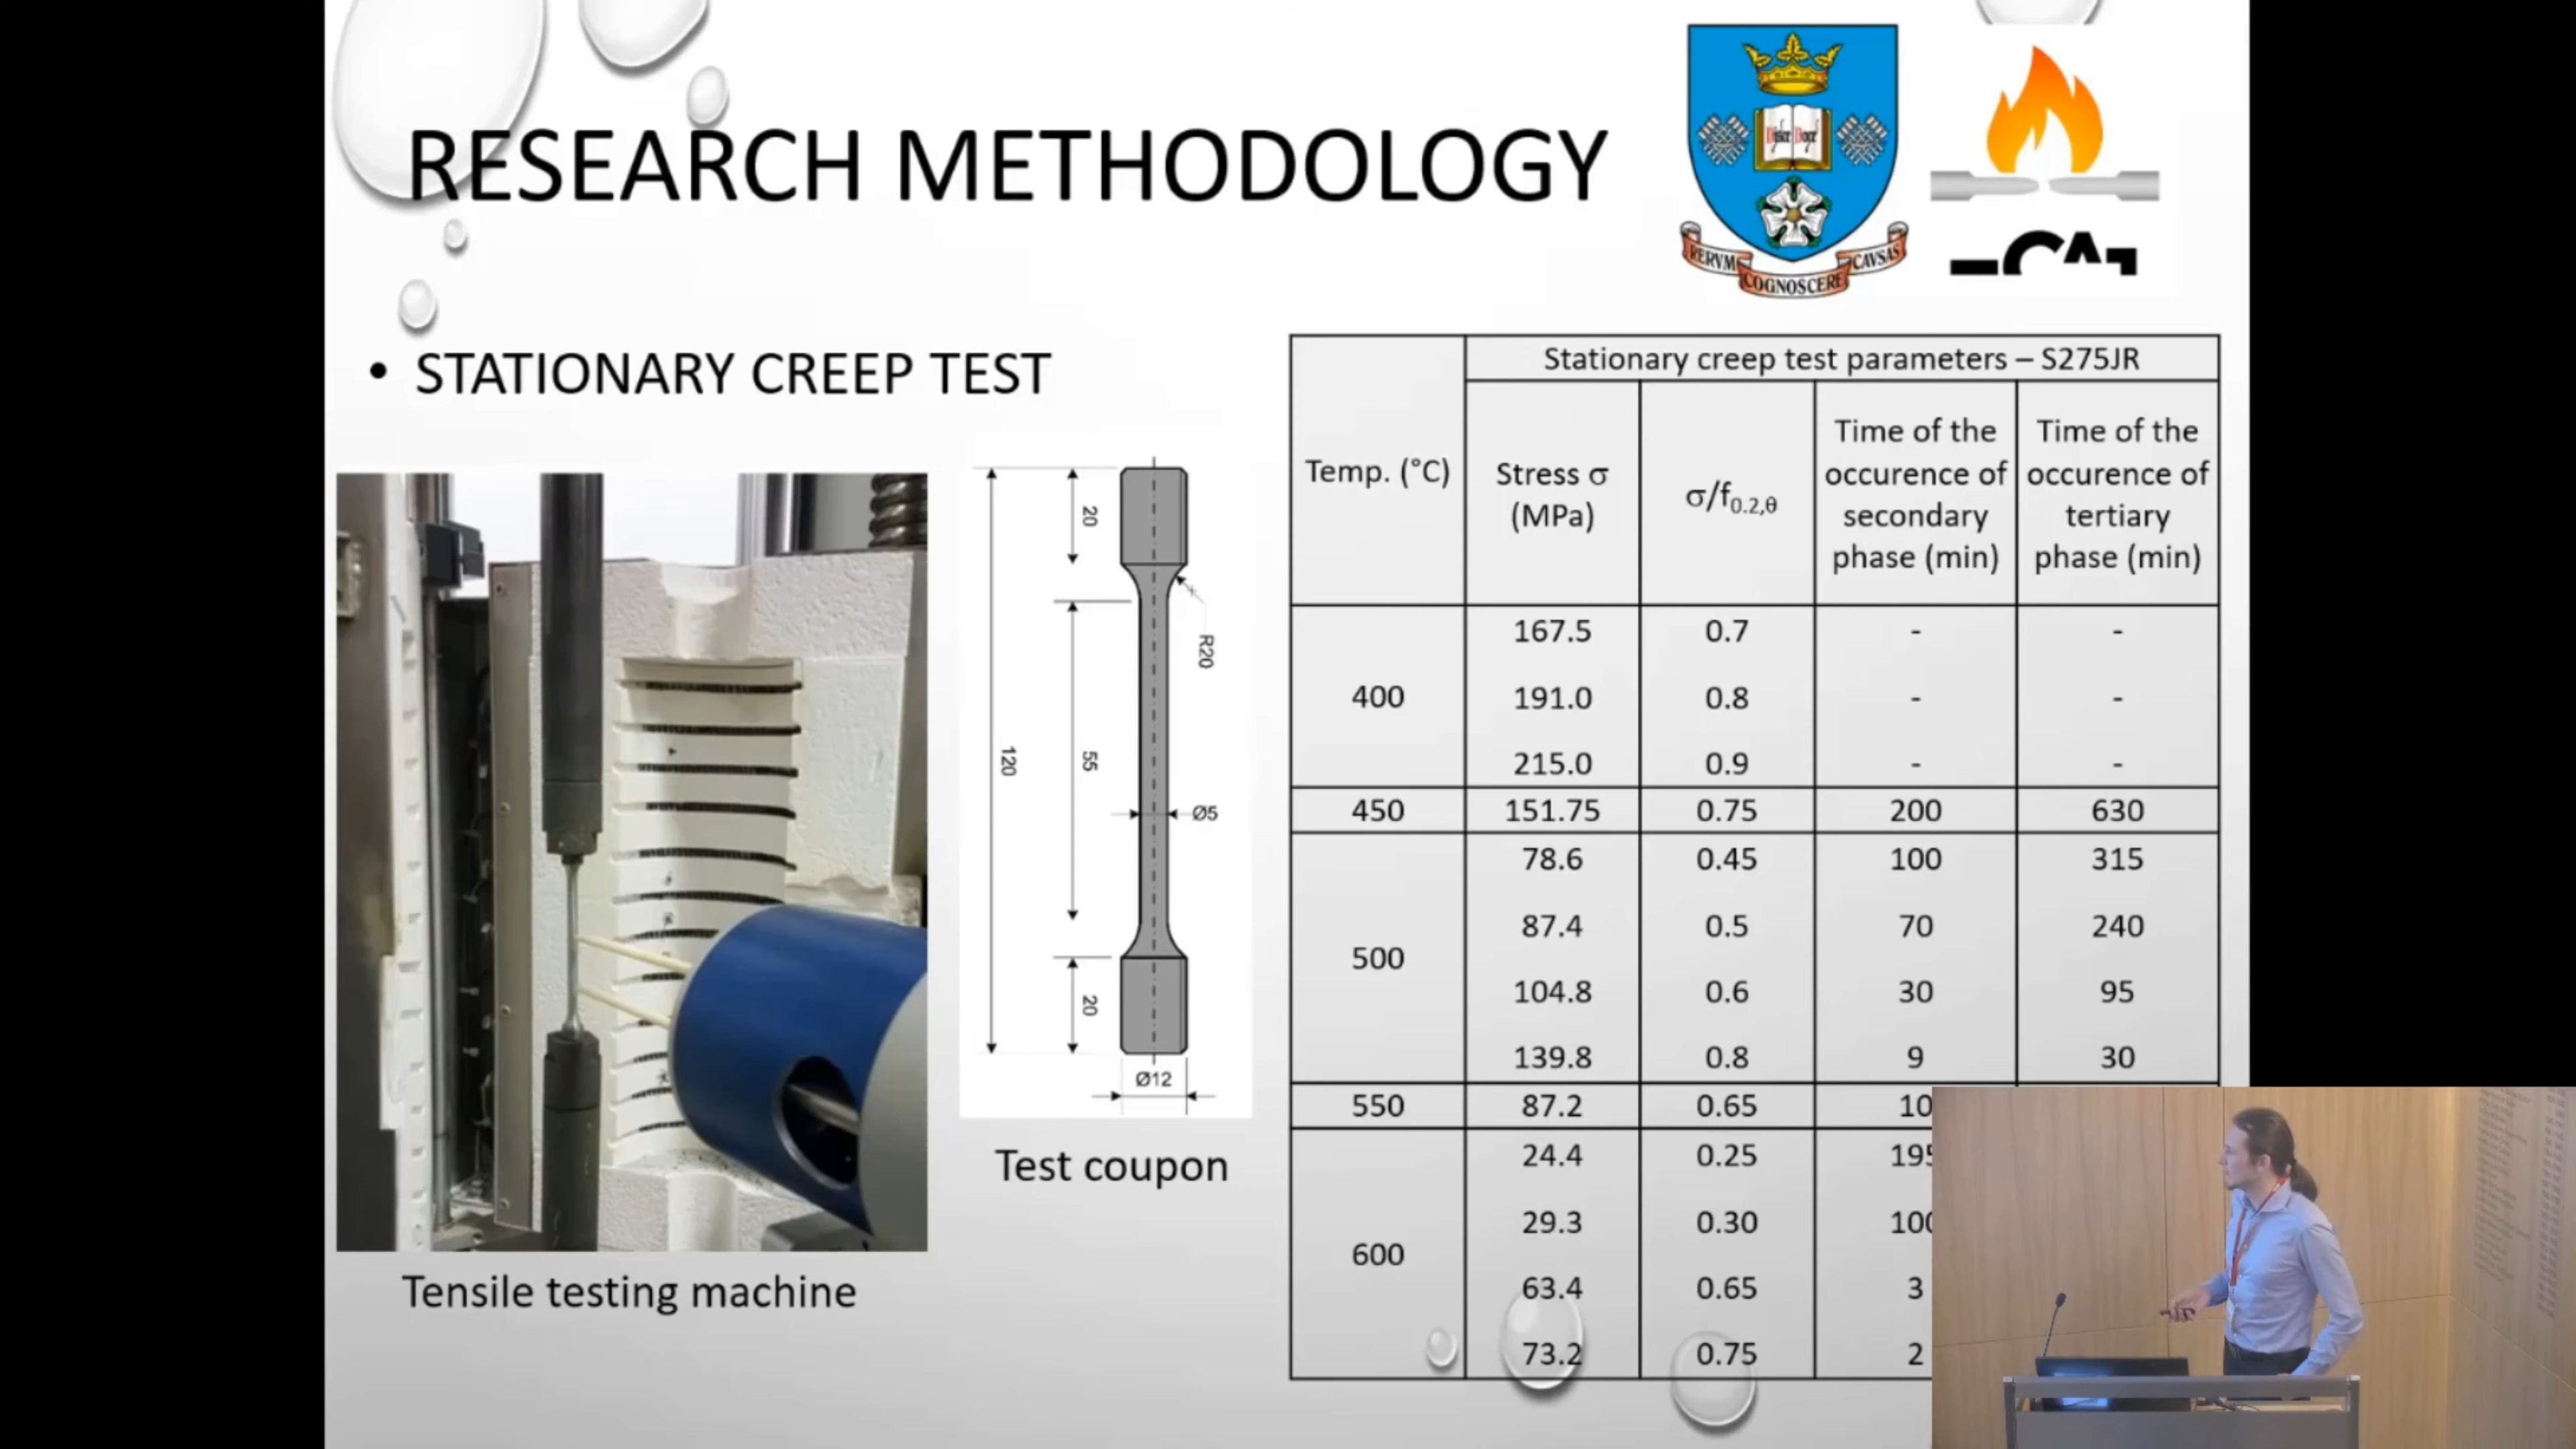 RESEARCH METHODOLOGY
RERVM
COGNOSCERE
CAVSAS
• STATIONARY CREEP TEST
20
R20
120
55
Ø5
20
Ø12
Test coupon
Tensile testing machine
Stationary creep test parameters – S275JR
Temp. (°C)
Stress σ
(MPa)
σ/f0.2,θ
Time of the
occurence of
secondary
phase (min)
Time of the
occurence of
tertiary
phase (min)
400
167.5 0.7 - -
191.0 0.8 - -
215.0 0.9 - -
450 151.75 0.75 200 630
500
78.6 0.45 100 315
87.4 0.5 70 240
104.8 0.6 30 95
139.8 0.8 9 30
550 87.2 0.65 10
600
24.4 0.25 195
29.3 0.30 100
63.4 0.65 3
73.2 0.75 2